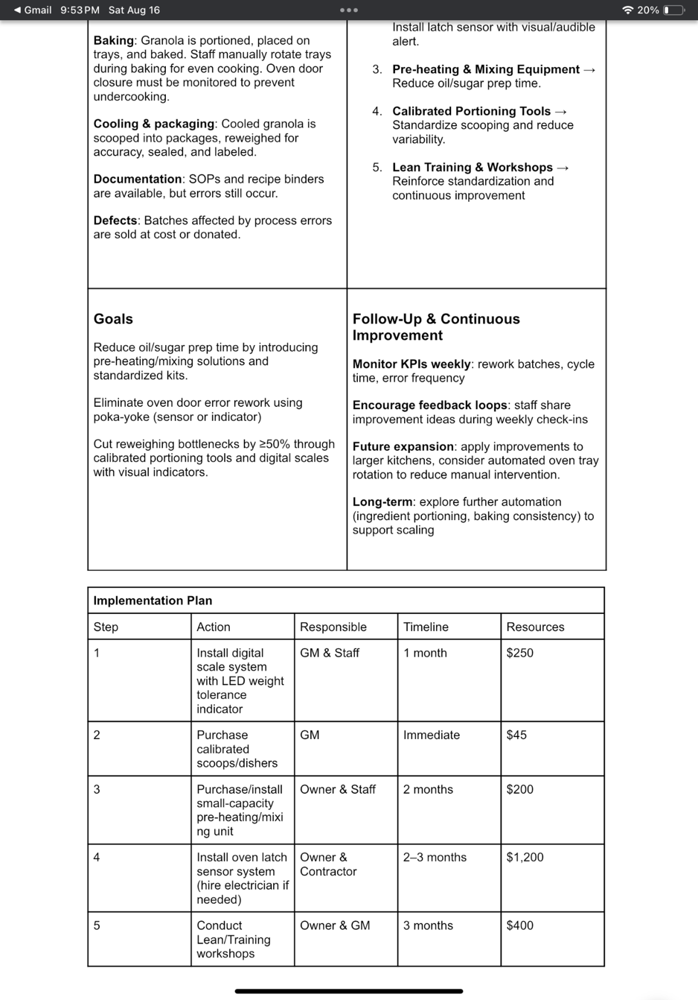 Gmail 9:53 PM Sat Aug 16
20%
Baking: Granola is portioned, placed on
trays, and baked. Staff manually rotate trays
during baking for even cooking. Oven door
closure must be monitored to prevent
undercooking.
Cooling & packaging: Cooled granola is
scooped into packages, reweighed for
accuracy, sealed, and labeled.
Documentation: SOPs and recipe binders
are available, but errors still occur.
Defects: Batches affected by process errors
are sold at cost or donated.
Install latch sensor with visual/audible
alert.
3. Pre-heating & Mixing Equipment →
Reduce oil/sugar prep time.
4. Calibrated Portioning Tools →
Standardize scooping and reduce
variability.
5. Lean Training & Workshops →
Reinforce standardization and
continuous improvement
Goals
Reduce oil/sugar prep time by introducing
pre-heating/mixing solutions and
standardized kits.
Eliminate oven door error rework using
poka-yoke (sensor or indicator)
Cut reweighing bottlenecks by ≥50% through
calibrated portioning tools and digital scales
with visual indicators.
Follow-Up & Continuous
Improvement
Monitor KPIs weekly: rework batches, cycle
time, error frequency
Encourage feedback loops: staff share
improvement ideas during weekly check-ins
Future expansion: apply improvements to
larger kitchens, consider automated oven tray
rotation to reduce manual intervention.
Long-term: explore further automation
(ingredient portioning, baking consistency) to
support scaling
Implementation Plan
Step Action Responsible Timeline Resources
1 Install digital GM & Staff 1 month $250
scale system
with LED weight
tolerance
indicator
2 Purchase GM Immediate $45
calibrated
scoops/dishers
3 Purchase/install Owner & Staff 2 months $200
small-capacity
pre-heating/mixi
ng unit
4 Install oven latch Owner & 2–3 months $1,200
sensor system Contractor
(hire electrician if
needed)
5 Conduct Owner & GM 3 months $400
Lean/Training
workshops